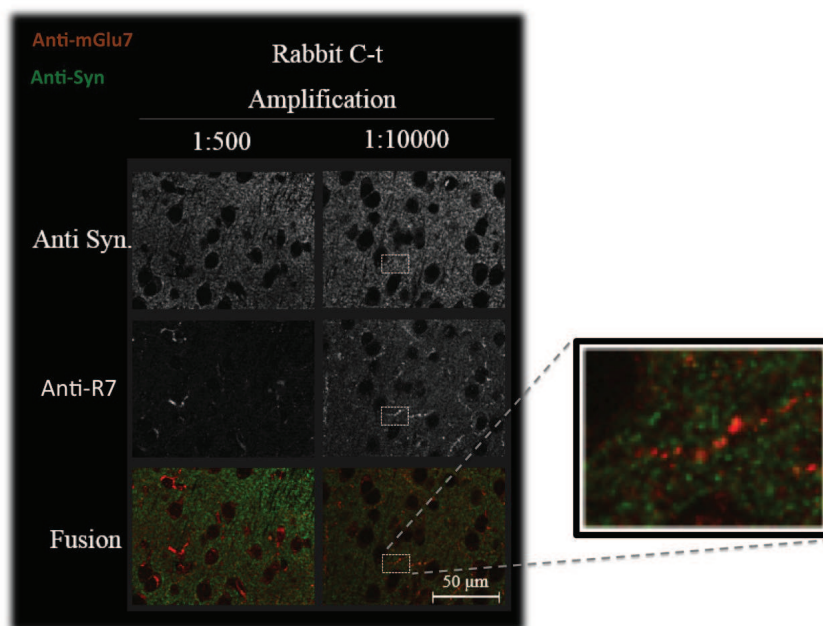 Anti-mGlu7
Anti-Syn
Rabbit C-t
Amplification
1:500 1:10000
Anti Syn.
Anti-R7
Fusion
50 µm